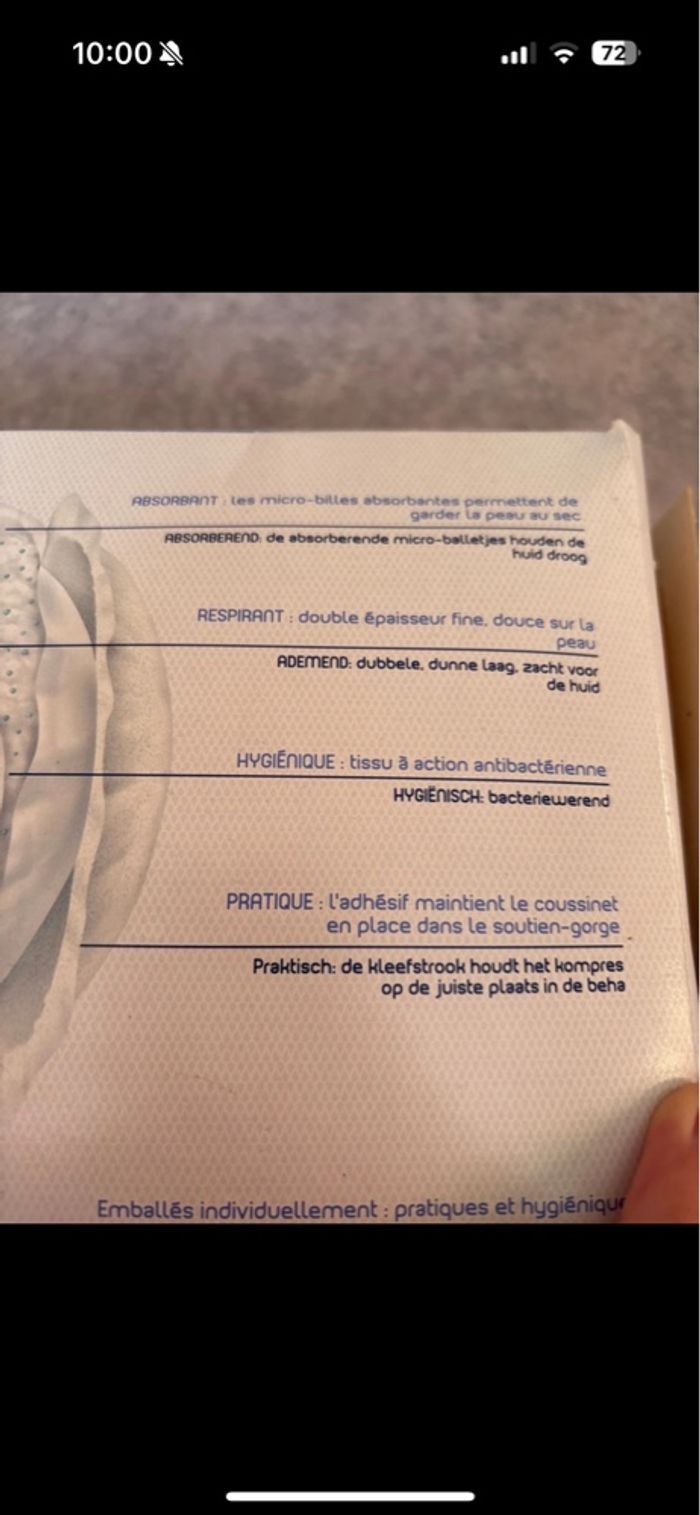 10:00
72
ABSORBANT : les micro-billes absorbantes permettent de
garder la peau au sec
ABSORBEREND: de absorberende micro-balletjes houden de
huid droog
RESPIRANT : double épaisseur fine, douce sur la
peau
ADEMEND: dubbele, dunne laag, zacht voor
de huid
HYGIÉNIQUE : tissu à action antibactérienne
HYGIËNISCH: bacteriewerend
PRATIQUE : l'adhésif maintient le coussinet
en place dans le soutien-gorge
Praktisch: de kleefstrook houdt het kompres
op de juiste plaats in de beha
Emballés individuellement : pratiques et hygiénique